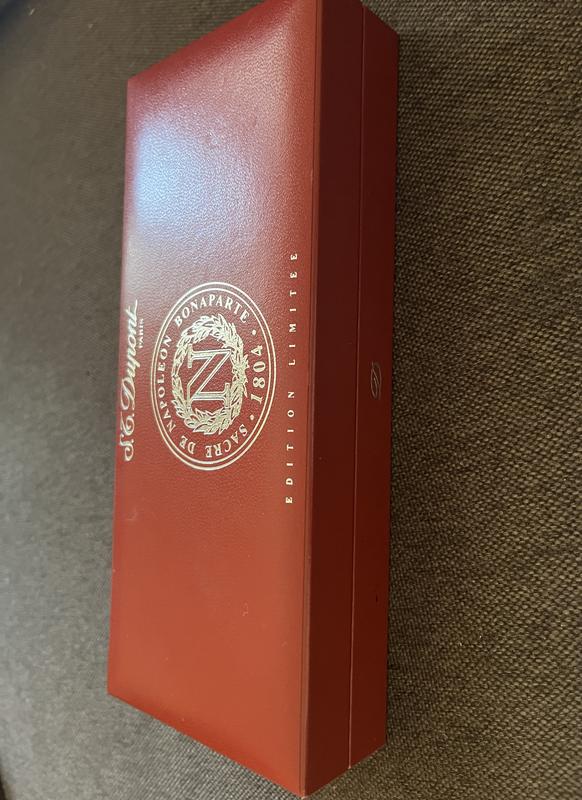 S.T. Dupont
PARIS
SACRE DE NAPOLEON BONAPARTE • 1804 •
N
EDITION LIMITEE
D